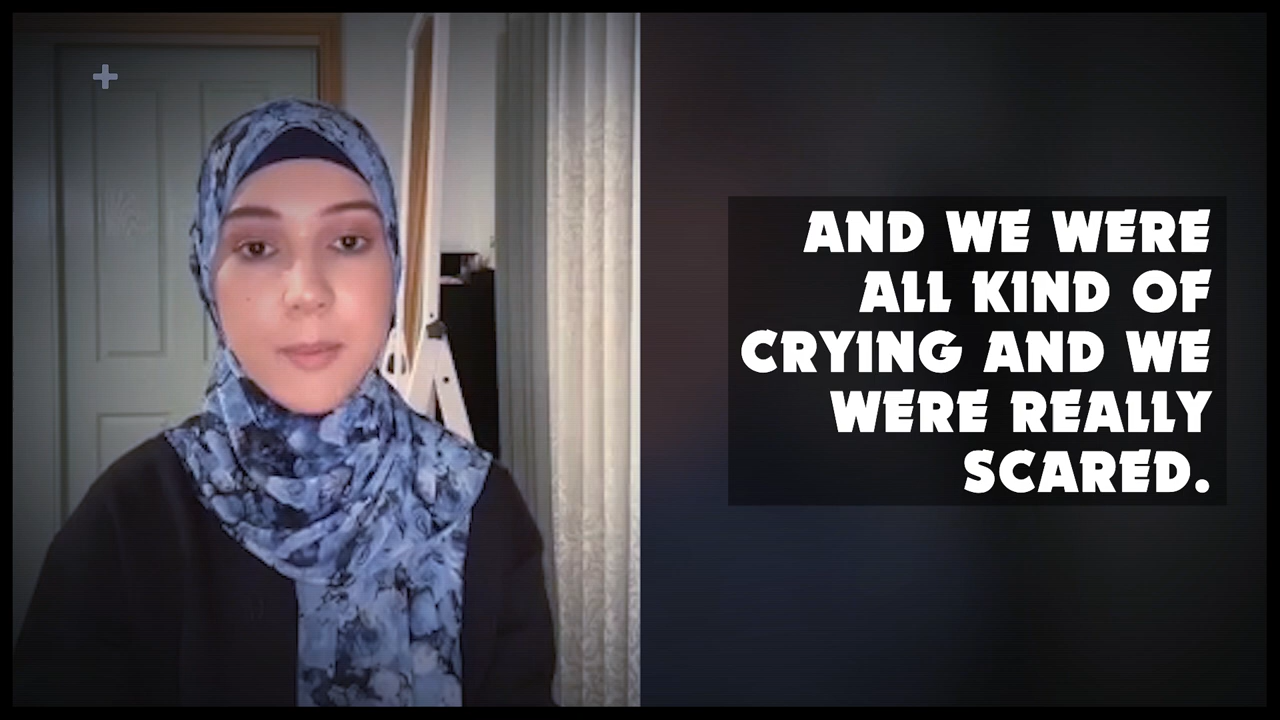 AND WE WERE
ALL KIND OF
CRYING AND WE
WERE REALLY
SCARED.